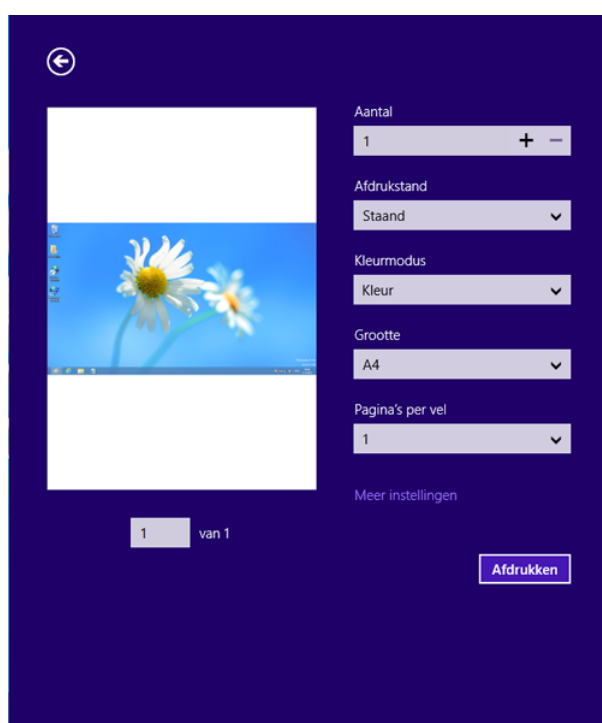 Aantal
1
Afdrukstand
Staand
Kleurmodus
Kleur
Grootte
A4
Pagina's per vel
1
Meer instellingen
1 van 1
Afdrukken